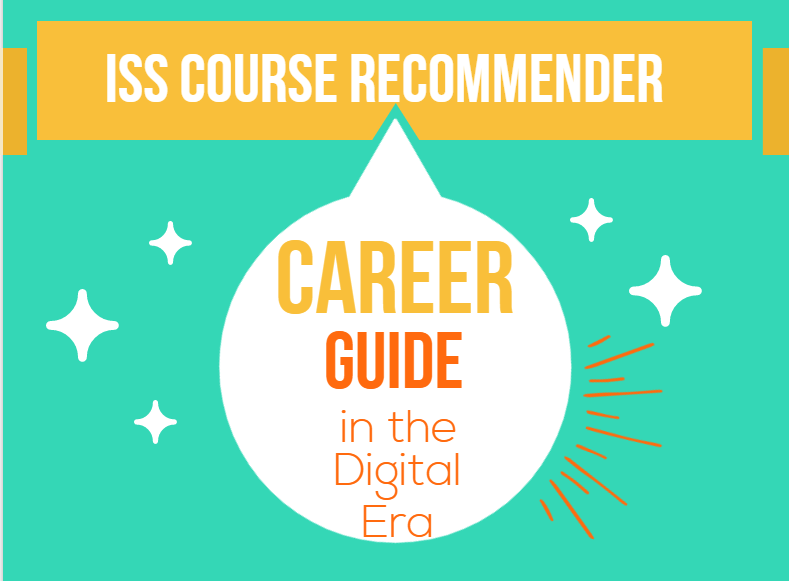 ISS COURSE RECOMMENDER
CAREER
GUIDE
in the
Digital
Era